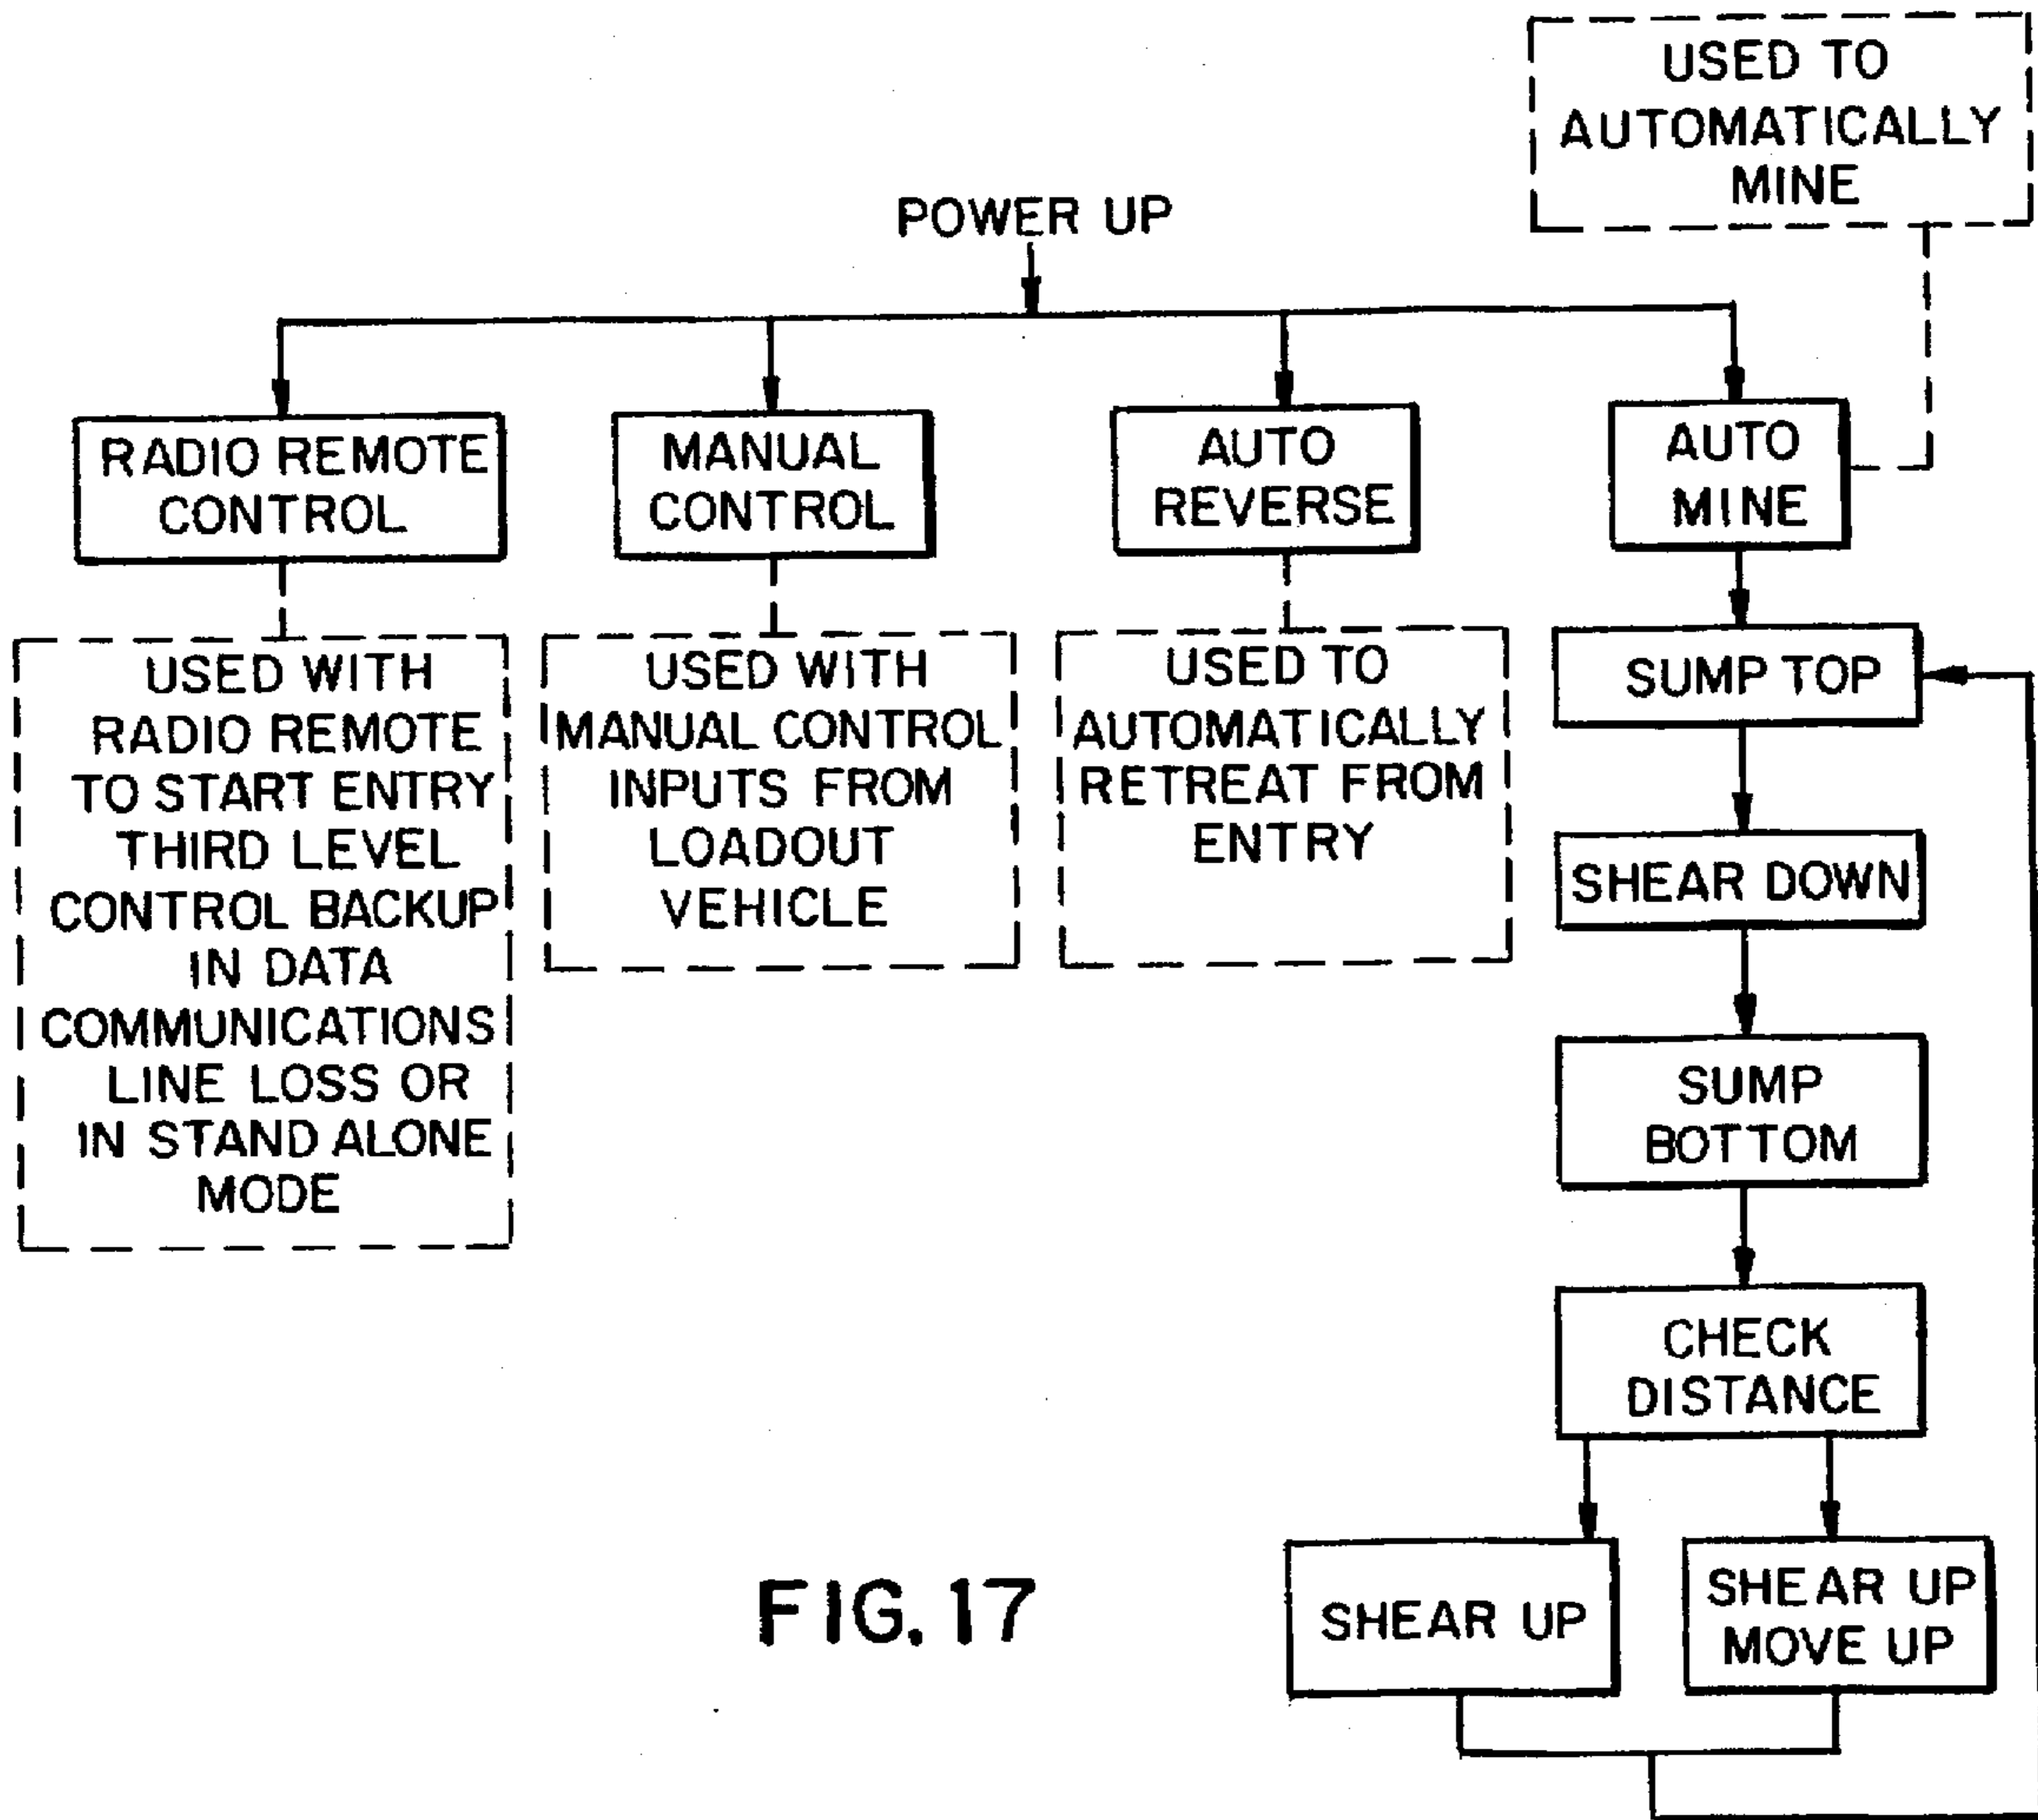 USED TO
AUTOMATICALLY
MINE
POWER UP
RADIO REMOTE
CONTROL
MANUAL
CONTROL
AUTO
REVERSE
AUTO
MINE
USED WITH
RADIO REMOTE
TO START ENTRY
THIRD LEVEL
CONTROL BACKUP
IN DATA
COMMUNICATIONS
LINE LOSS OR
IN STAND ALONE
MODE
USED WITH
MANUAL CONTROL
INPUTS FROM
LOADOUT
VEHICLE
USED TO
AUTOMATICALLY
RETREAT FROM
ENTRY
SUMP TOP
SHEAR DOWN
SUMP
BOTTOM
CHECK
DISTANCE
SHEAR UP
SHEAR UP
MOVE UP
FIG. 17